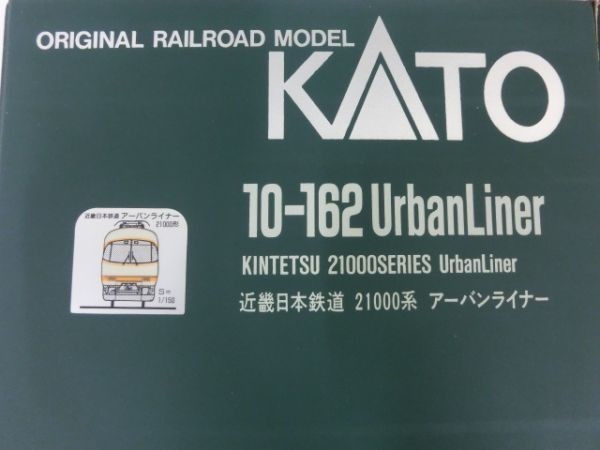 ORIGINAL RAILROAD MODEL
KATO
10-162 UrbanLiner
KINTETSU 21000SERIES UrbanLiner
近畿日本鉄道 21000系 アーバンライナー
近畿日本鉄道 アーバンライナー
21000形
S=
1/150